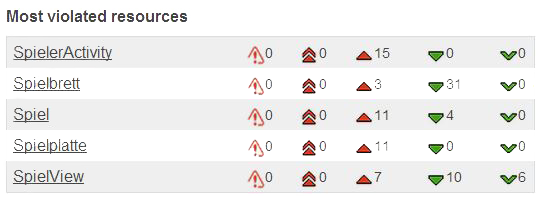 Most violated resources
SpielerActivity 0 0 15 0 0
Spielbrett 0 0 3 31 0
Spiel 0 0 11 4 0
Spielplatte 0 0 11 0 0
SpielView 0 0 7 10 6